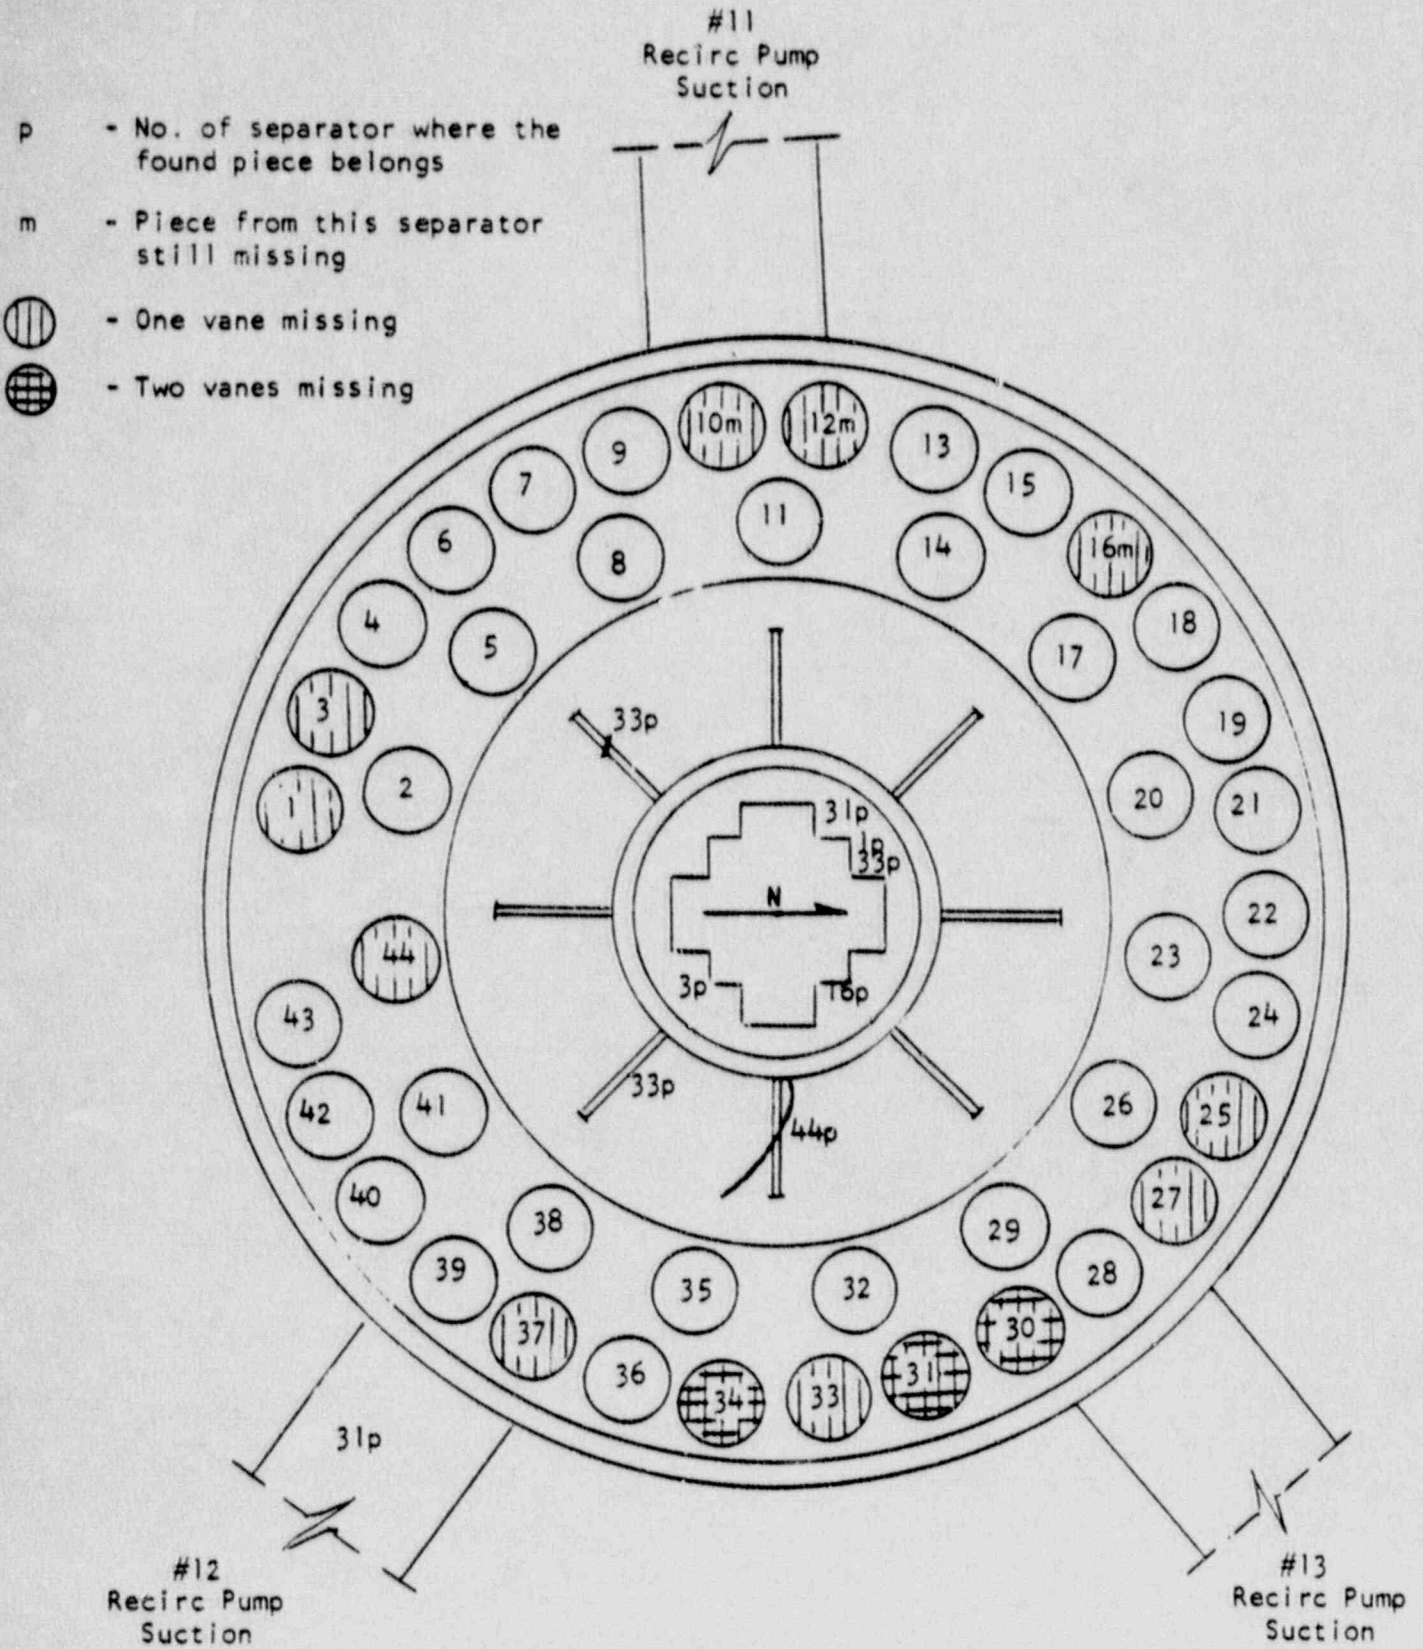 #11
Recirc Pump
Suction
p - No. of separator where the
found piece belongs
m - Piece from this separator
still missing
- One vane missing
- Two vanes missing
10m
12m
9
13
7
15
11
6
8
14
16m
4
5
17
18
3
33p
19
1
2
31p
20
21
1p
33p
N
22
44
23
3p
16p
43
24
33p
42
41
44p
26
25
40
38
29
27
39
35
32
28
37
36
34
33
31
30
31p
#12
Recirc Pump
Suction
#13
Recirc Pump
Suction